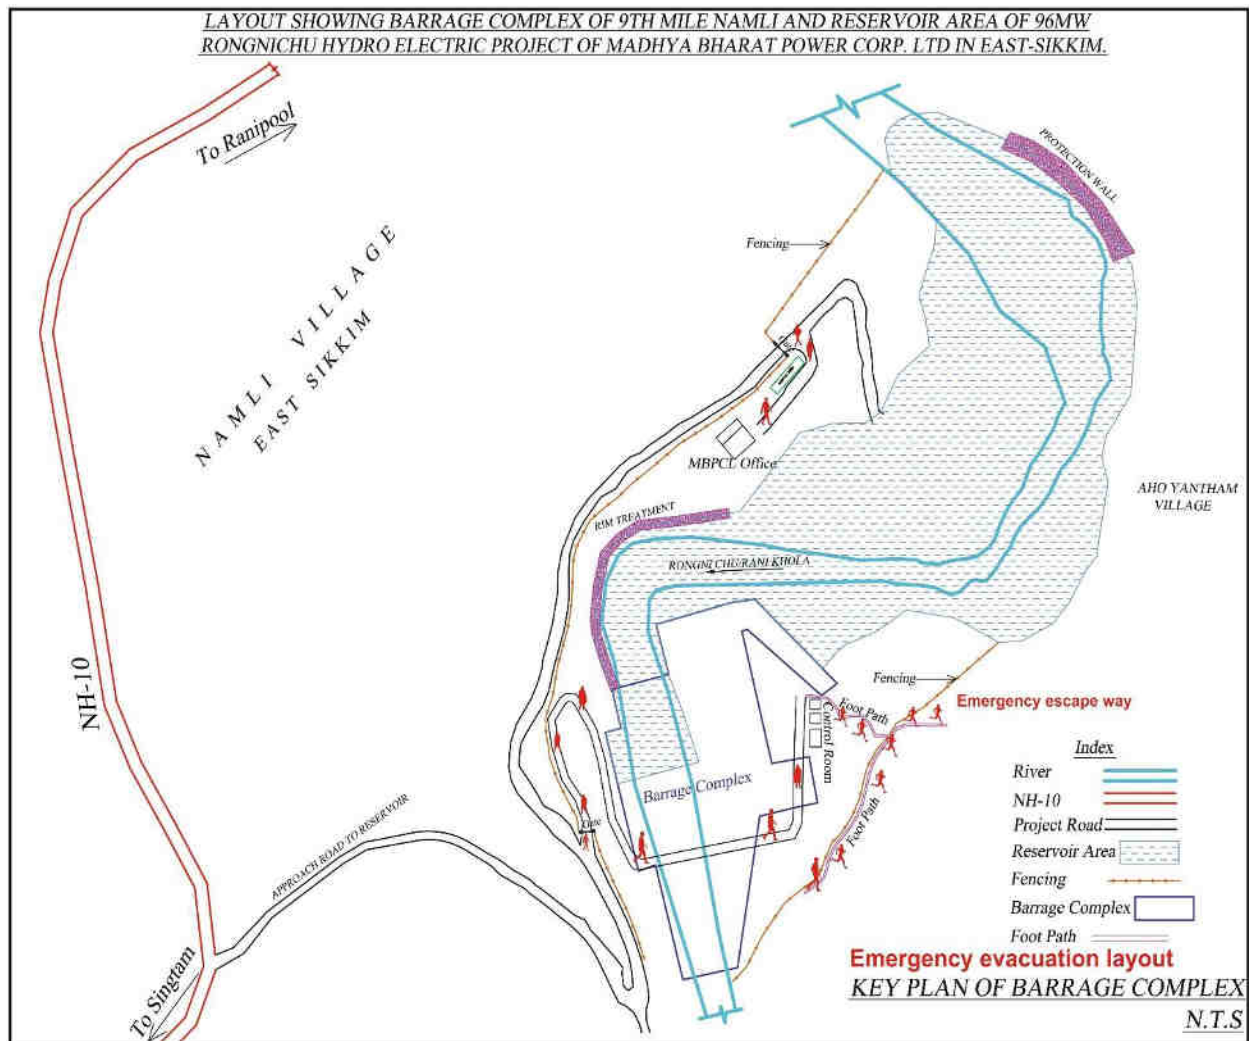 LAYOUT SHOWING BARRAGE COMPLEX OF 9TH MILE NAMLI AND RESERVOIR AREA OF 96MW
RONGNICHU HYDRO ELECTRIC PROJECT OF MADHYA BHARAT POWER CORP. LTD IN EAST-SIKKIM.
To Ranipool
PROTECTION WALL
NAMLI VILLAGE
EAST SIKKIM
Fencing
MBPCL Office
AHO YANTHAM
VILLAGE
RIM TREATMENT
RONGNI CHU/RANI KHOLA
NH-10
Fencing
Emergency escape way
Foot Path
Control Room
Barrage Complex
Gate
Foot Path
APPROACH ROAD TO RESERVOIR
To Singtam
Index
River
NH-10
Project Road
Reservoir Area
Fencing
Barrage Complex
Foot Path
Emergency evacuation layout
KEY PLAN OF BARRAGE COMPLEX
N.T.S